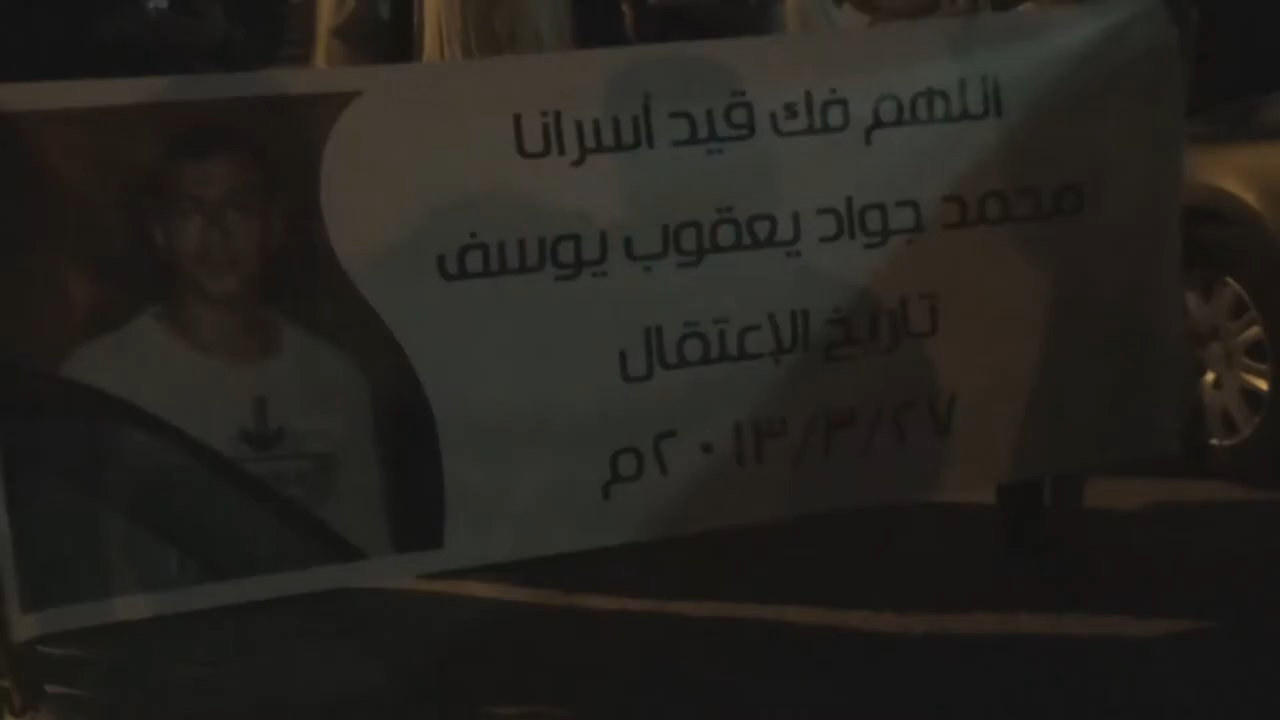 اللهم فك قيد أسرانا
محمد جواد يعقوب يوسف
تاريخ الإعتقال
٢٠١٣/٣/٢٧م